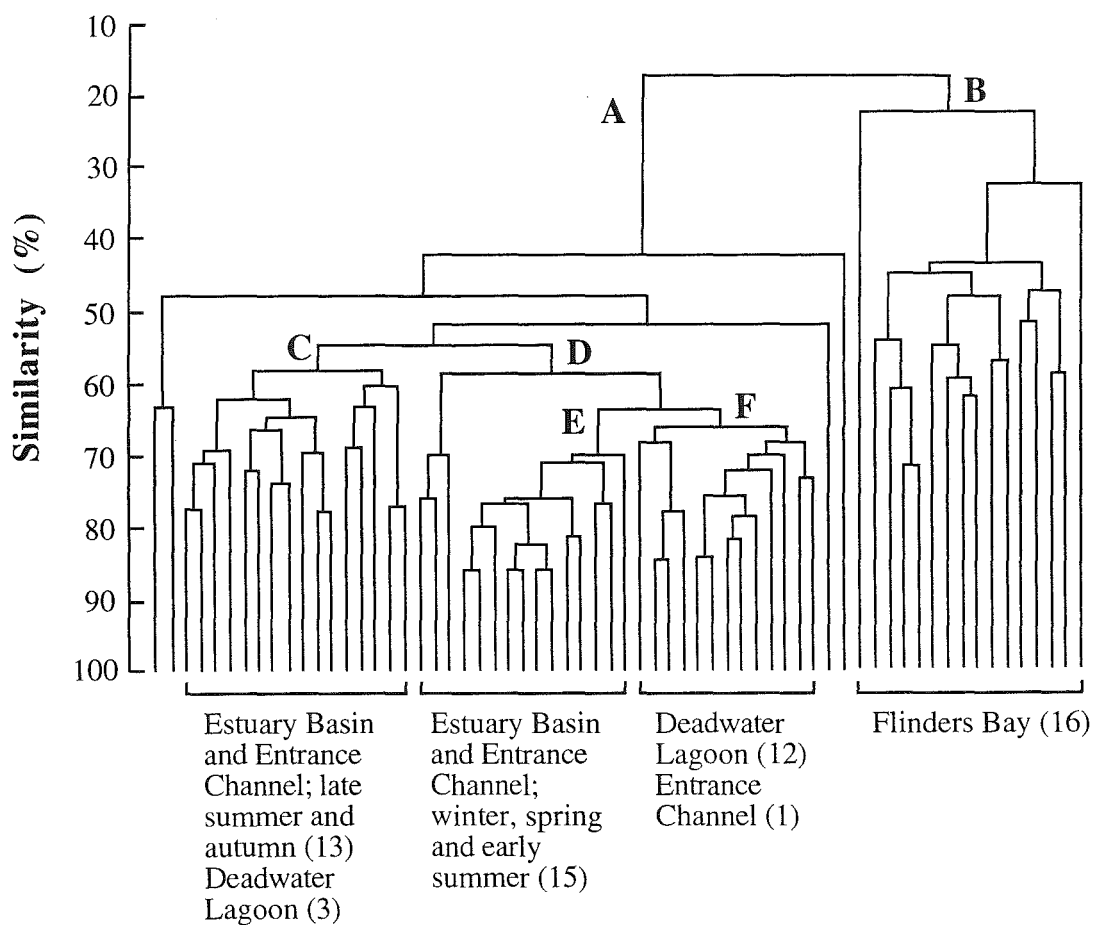 10
20
30
40
50
60
70
80
90
100
Similarity (%)
A
B
C
D
E
F
Estuary Basin
and Entrance
Channel; late
summer and
autumn (13)
Deadwater
Lagoon (3)
Estuary Basin
and Entrance
Channel;
winter, spring
and early
summer (15)
Deadwater
Lagoon (12)
Entrance
Channel (1)
Flinders Bay (16)